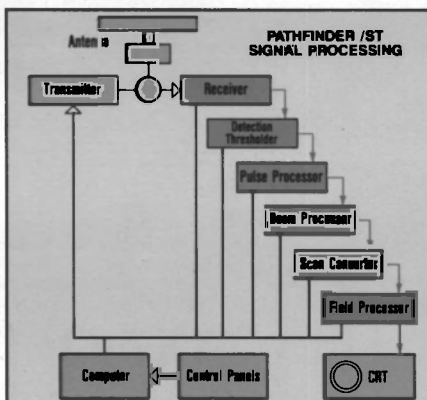 PATHFINDER /ST
SIGNAL PROCESSING
Antenna
Transmitter
Receiver
Detection
Thresholder
Pulse Processor
Beam Processor
Scan Converter
Field Processor
Computer
Control Panels
CRT